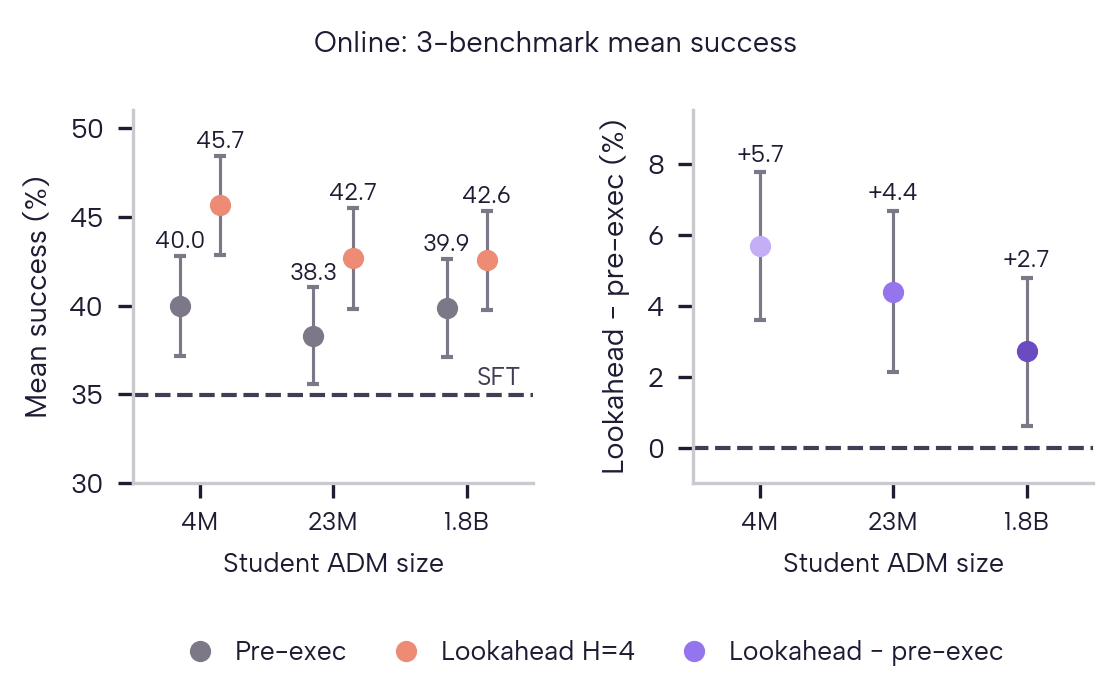 Online: 3-benchmark mean success
Mean success (%)
50
45
40
35
30
40.0
45.7
38.3
42.7
39.9
42.6
SFT
4M
23M
1.8B
Student ADM size
Lookahead - pre-exec (%)
8
6
4
2
0
+5.7
+4.4
+2.7
4M
23M
1.8B
Student ADM size
Pre-exec
Lookahead H=4
Lookahead - pre-exec